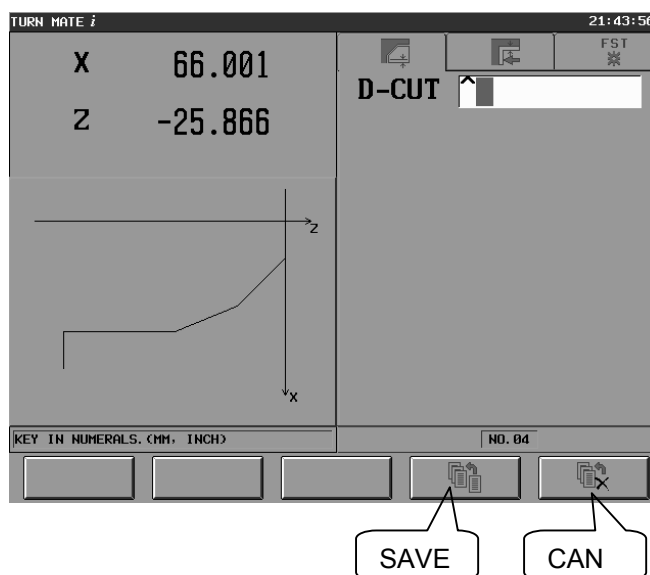 TURN MATE i 21:43:56
X 66.001
Z -25.866
FST
D-CUT ^
Z
X
KEY IN NUMERALS.(MM, INCH)
NO.04
SAVE
CAN